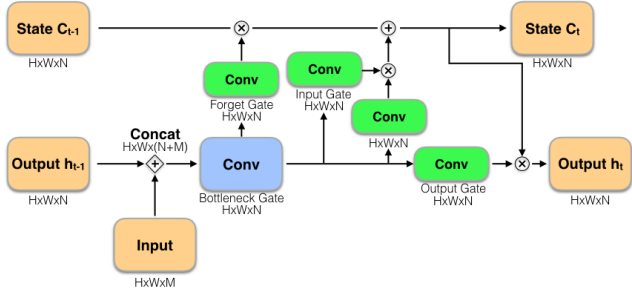 State Ct-1
HxWxN
State Ct
HxWxN
Conv
Forget Gate
HxWxN
Conv
Input Gate
HxWxN
Conv
HxWxN
Concat
HxWx(N+M)
Output ht-1
HxWxN
Conv
Bottleneck Gate
HxWxN
Conv
Output Gate
HxWxN
Output ht
HxWxN
Input
HxWxM